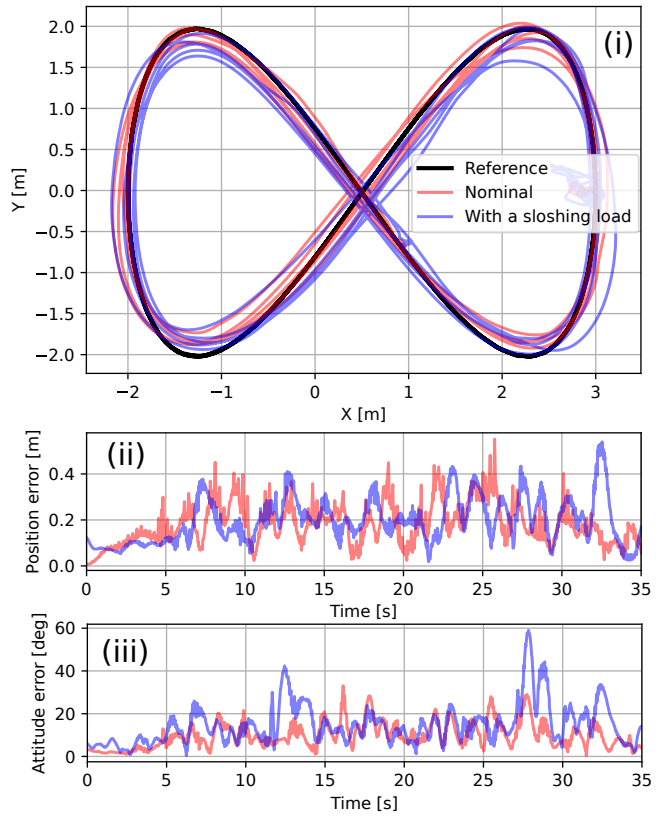 2.0
1.5
1.0
0.5
0.0
−0.5
−1.0
−1.5
−2.0
Y [m]
(i)
Reference
Nominal
With a sloshing load
−2 −1 0 1 2 3
X [m]
(ii)
0.4
0.2
0.0
Position error [m]
0 5 10 15 20 25 30 35
Time [s]
(iii)
60
40
20
0
Attitude error [deg]
0 5 10 15 20 25 30 35
Time [s]